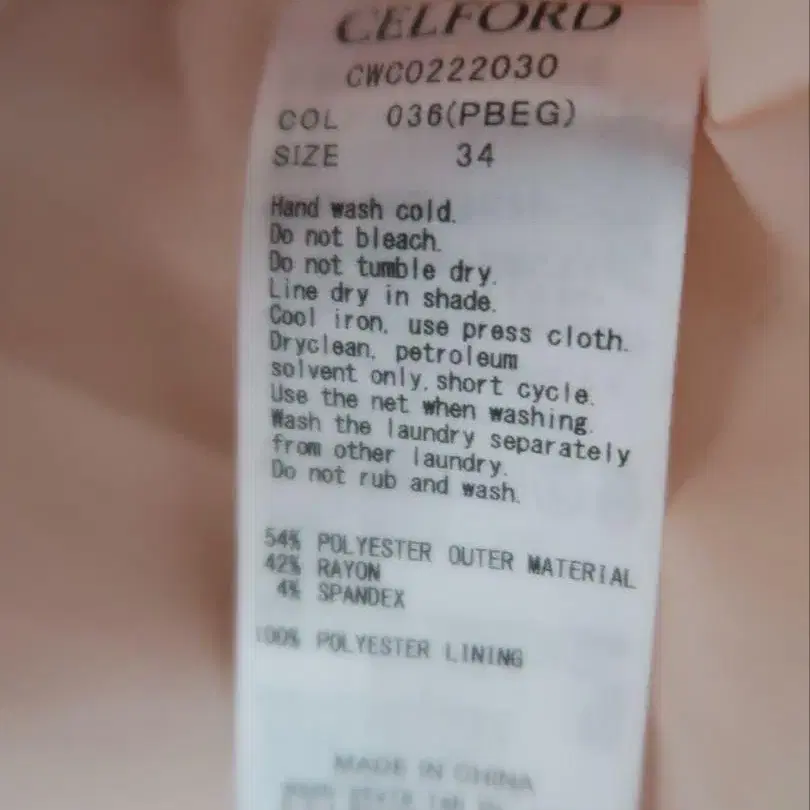 CELFORD
CWC0222030
COL 036(PBEG)
SIZE 34
Hand wash cold.
Do not bleach.
Do not tumble dry.
Line dry in shade.
Cool iron, use press cloth.
Dryclean, petroleum
solvent only, short cycle.
Use the net when washing.
Wash the laundry separately
from other laundry.
Do not rub and wash.
54% POLYESTER OUTER MATERIAL
42% RAYON
4% SPANDEX
100% POLYESTER LINING
MADE IN CHINA